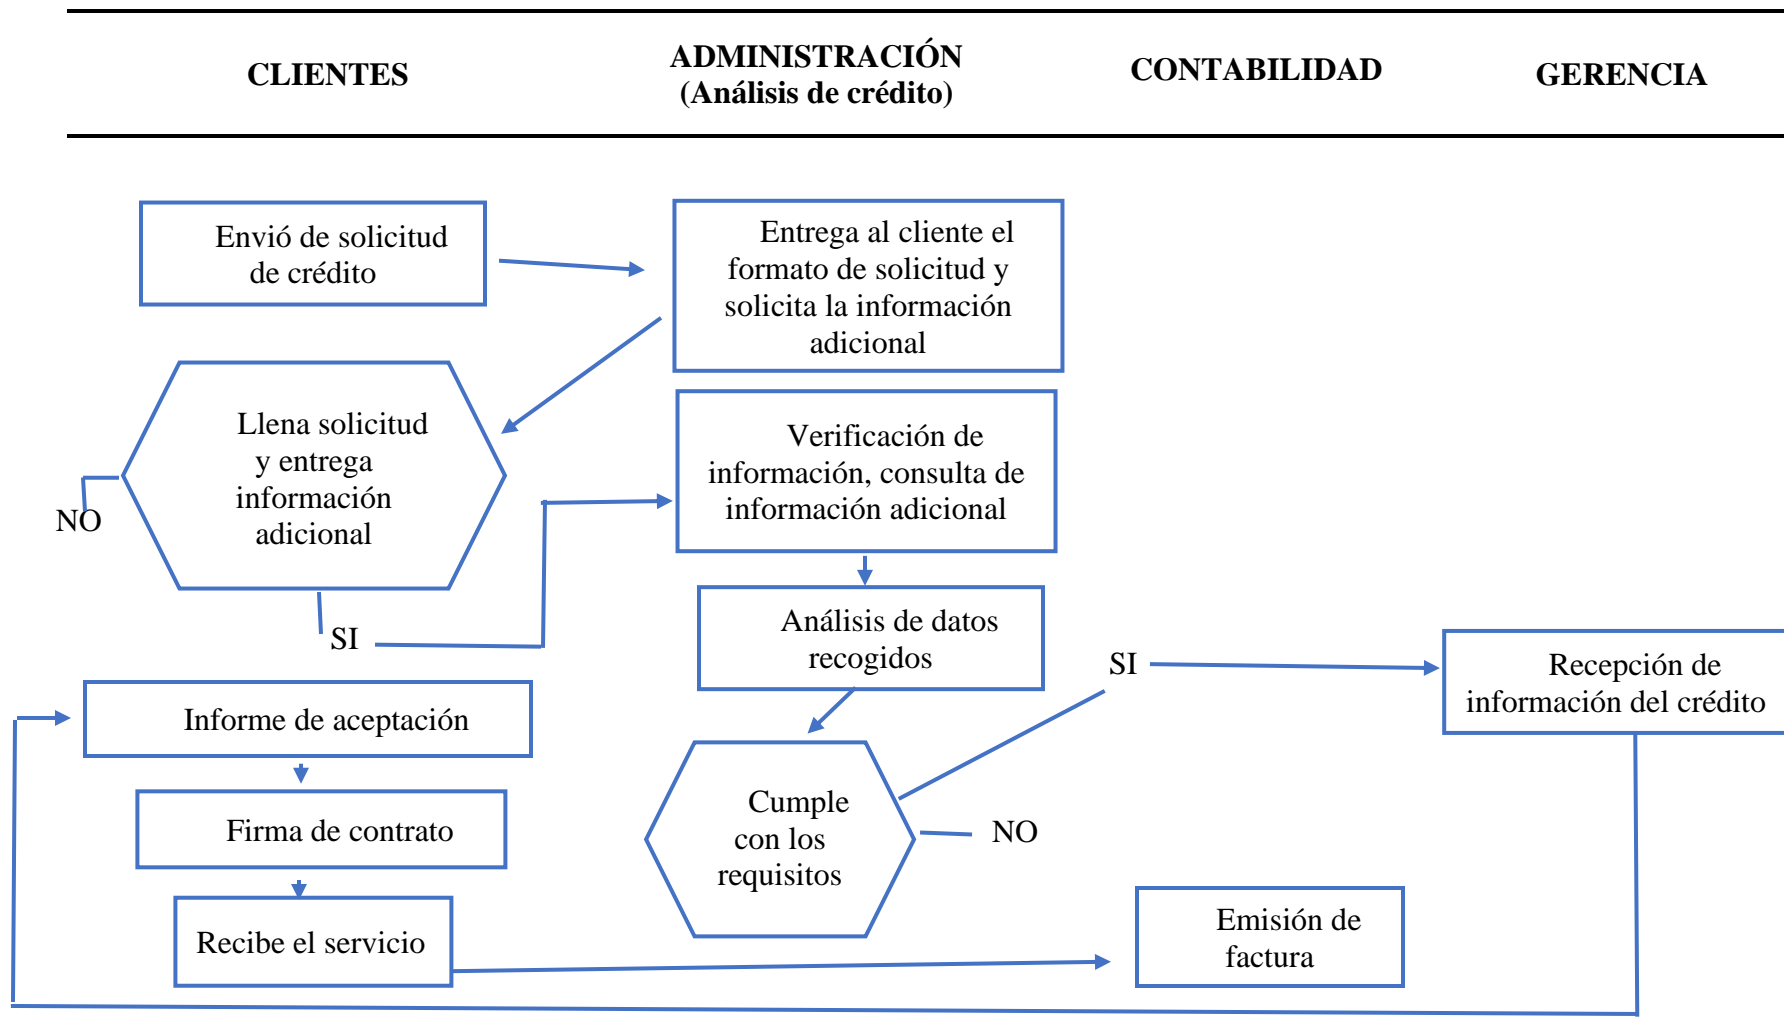 CLIENTES
ADMINISTRACIÓN
(Análisis de crédito)
CONTABILIDAD
GERENCIA
Envió de solicitud
de crédito
Entrega al cliente el
formato de solicitud y
solicita la información
adicional
Llena solicitud
y entrega
información
adicional
NO
SI
Verificación de
información, consulta de
información adicional
Análisis de datos
recogidos
SI
Recepción de
información del crédito
Informe de aceptación
Firma de contrato
Cumple
con los
requisitos
NO
Recibe el servicio
Emisión de
factura